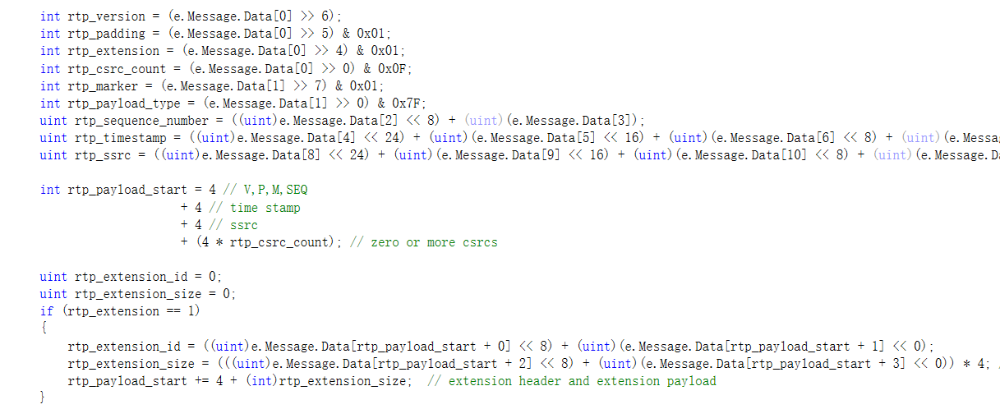 int rtp_version = (e.Message.Data[0] >> 6);
int rtp_padding = (e.Message.Data[0] >> 5) & 0x01;
int rtp_extension = (e.Message.Data[0] >> 4) & 0x01;
int rtp_csrc_count = (e.Message.Data[0] >> 0) & 0x0F;
int rtp_marker = (e.Message.Data[1] >> 7) & 0x01;
int rtp_payload_type = (e.Message.Data[1] >> 0) & 0x7F;
uint rtp_sequence_number = ((uint)e.Message.Data[2] << 8) + (uint)(e.Message.Data[3]);
uint rtp_timestamp = ((uint)e.Message.Data[4] << 24) + (uint)(e.Message.Data[5] << 16) + (uint)(e.Message.Data[6] << 8) + (uint)(e.Messa
uint rtp_ssrc = ((uint)e.Message.Data[8] << 24) + (uint)(e.Message.Data[9] << 16) + (uint)(e.Message.Data[10] << 8) + (uint)(e.Message.D
int rtp_payload_start = 4 // V,P,M,SEQ
+ 4 // time stamp
+ 4 // ssrc
+ (4 * rtp_csrc_count); // zero or more csrcs
uint rtp_extension_id = 0;
uint rtp_extension_size = 0;
if (rtp_extension == 1)
{
rtp_extension_id = ((uint)e.Message.Data[rtp_payload_start + 0] << 8) + (uint)(e.Message.Data[rtp_payload_start + 1] << 0);
rtp_extension_size = (((uint)e.Message.Data[rtp_payload_start + 2] << 8) + (uint)(e.Message.Data[rtp_payload_start + 3] << 0)) * 4; /
rtp_payload_start += 4 + (int)rtp_extension_size;  // extension header and extension payload
}